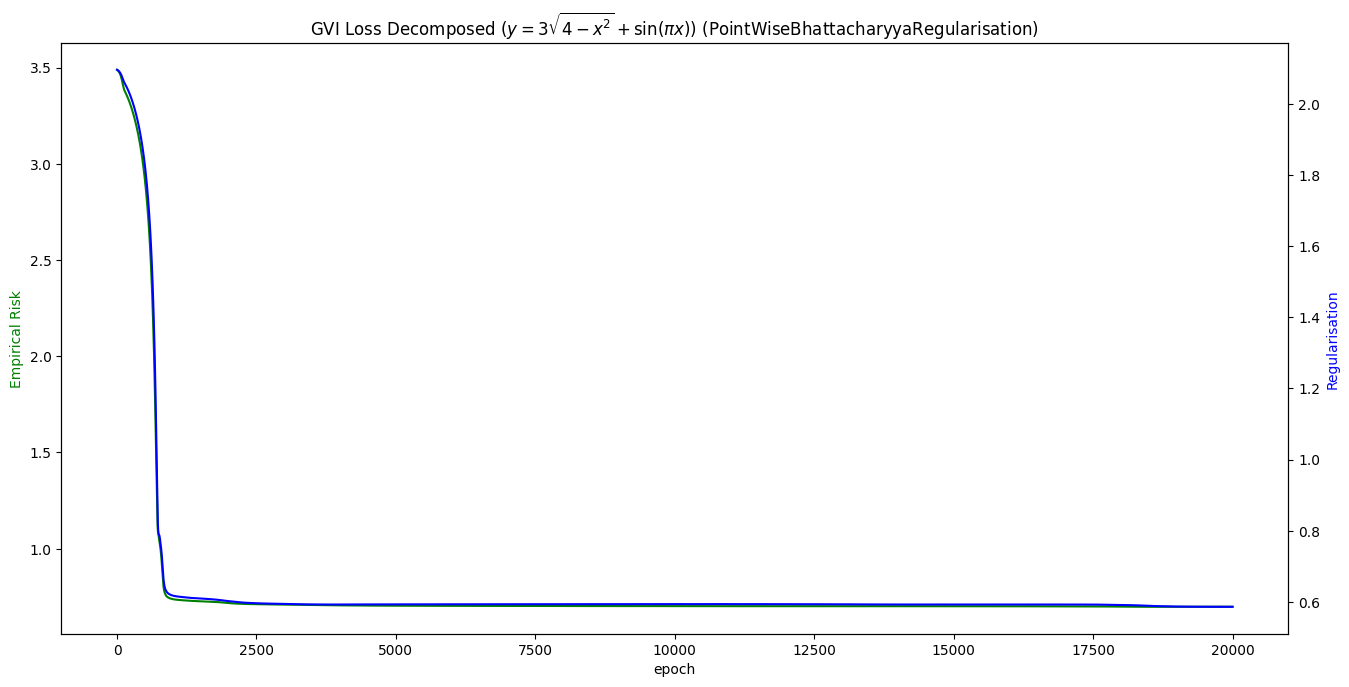 GVI Loss Decomposed ($y = 3\sqrt{4 - x^2} + \sin(\pi x)$) (PointWiseBhattacharyyaRegularisation)
3.5
3.0
2.5
2.0
1.5
1.0
Empirical Risk
2.0
1.8
1.6
1.4
1.2
1.0
0.8
0.6
Regularisation
0 2500 5000 7500 10000 12500 15000 17500 20000
epoch